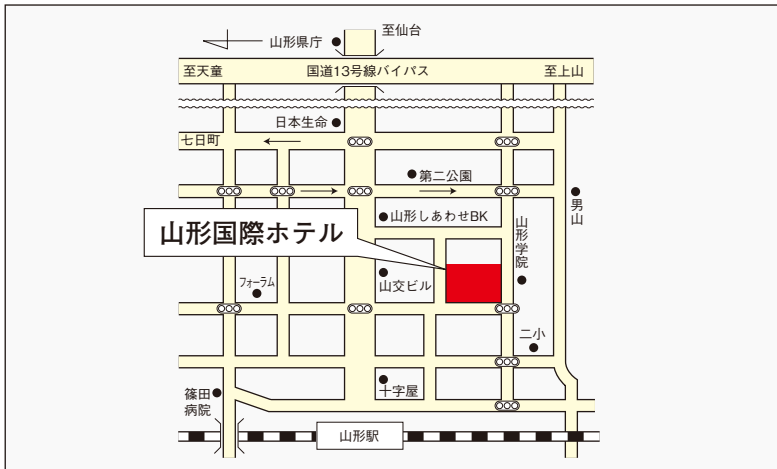 至仙台
山形県庁
至天童
国道13号線バイパス
至上山
日本生命
七日町
第二公園
男山
山形しあわせBK
山形学院
山形国際ホテル
フォーラム
山交ビル
二小
篠田
病院
十字屋
山形駅